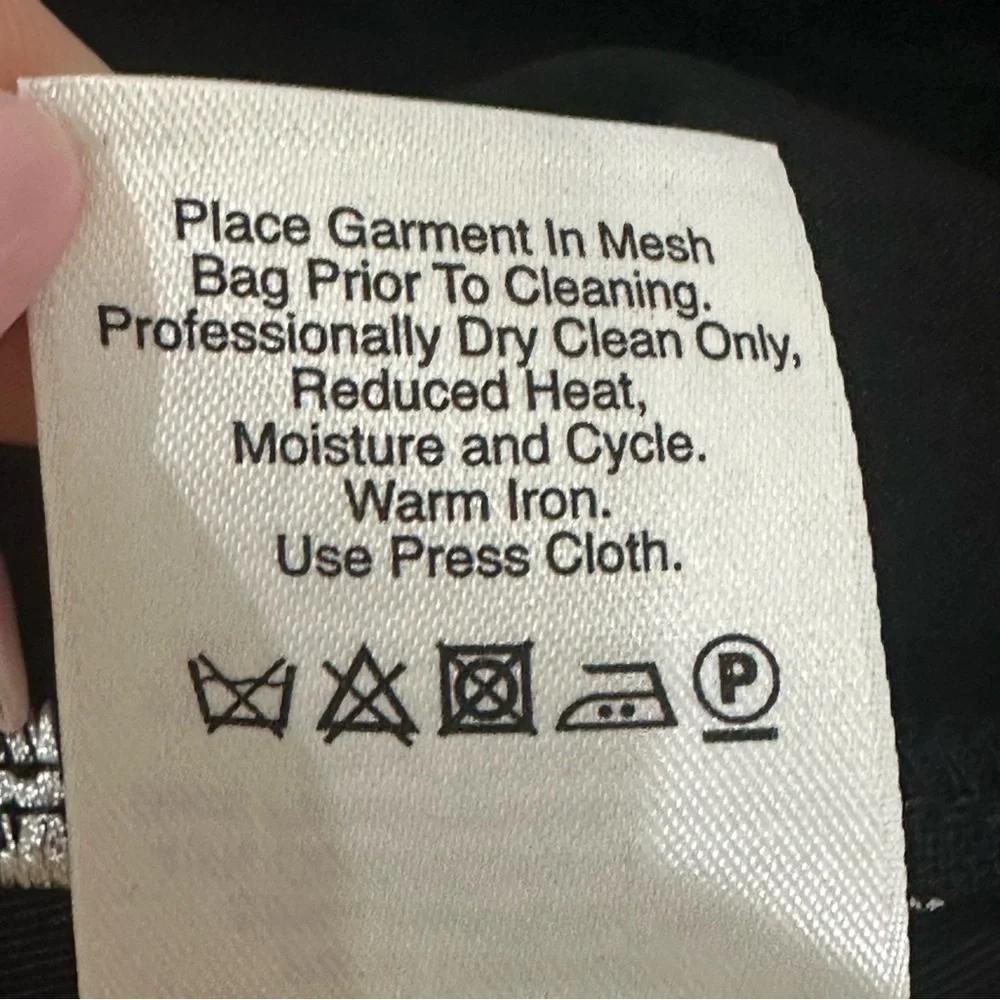 Place Garment In Mesh
Bag Prior To Cleaning.
Professionally Dry Clean Only,
Reduced Heat,
Moisture and Cycle.
Warm Iron.
Use Press Cloth.
P